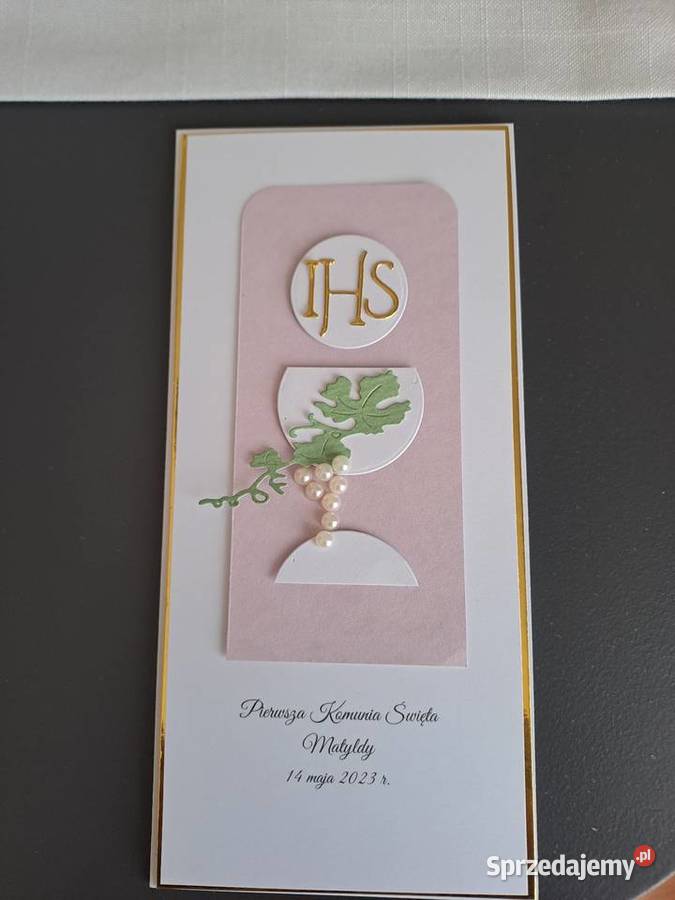 IHS
Pierwsza Komunia Święta
Matyldy
14 maja 2023 r.
Sprzedajemy.pl